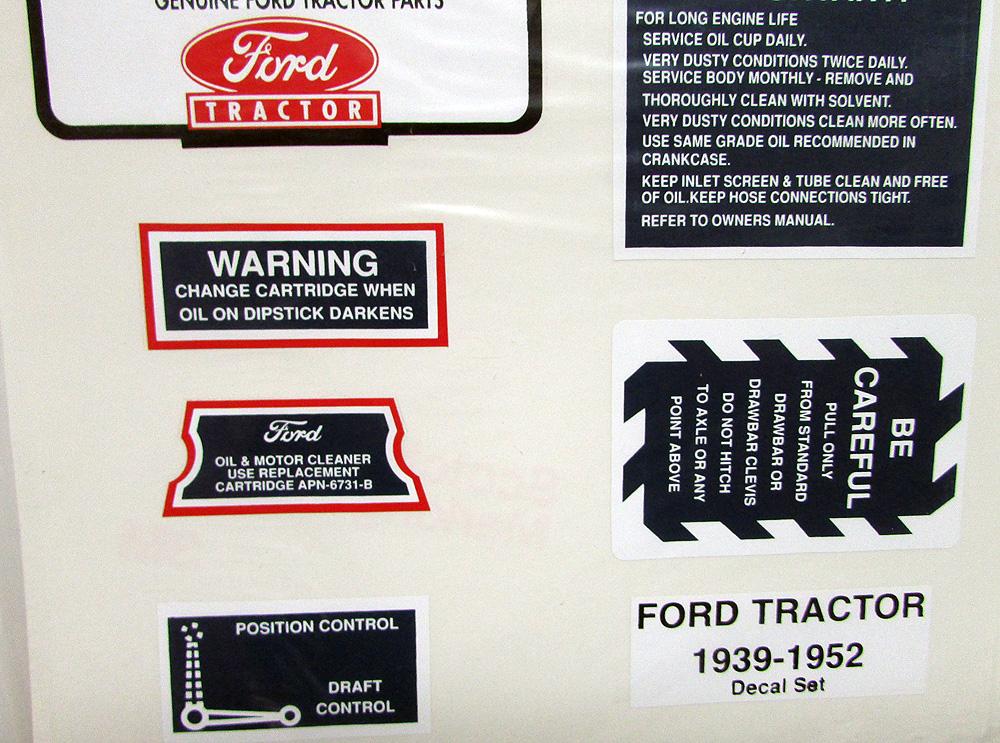 GENUINE FORD TRACTOR PARTS
Ford
TRACTOR
WARNING
CHANGE CARTRIDGE WHEN
OIL ON DIPSTICK DARKENS
Ford
OIL & MOTOR CLEANER
USE REPLACEMENT
CARTRIDGE APN-6731-B
POSITION CONTROL
DRAFT
CONTROL
FOR LONG ENGINE LIFE
SERVICE OIL CUP DAILY.
VERY DUSTY CONDITIONS TWICE DAILY.
SERVICE BODY MONTHLY - REMOVE AND
THOROUGHLY CLEAN WITH SOLVENT.
VERY DUSTY CONDITIONS CLEAN MORE OFTEN.
USE SAME GRADE OIL RECOMMENDED IN
CRANKCASE.
KEEP INLET SCREEN & TUBE CLEAN AND FREE
OF OIL.KEEP HOSE CONNECTIONS TIGHT.
REFER TO OWNERS MANUAL.
BE
CAREFUL
PULL ONLY
FROM STANDARD
DRAWBAR OR
DRAWBAR CLEVIS
DO NOT HITCH
TO AXLE OR ANY
POINT ABOVE
FORD TRACTOR
1939-1952
Decal Set